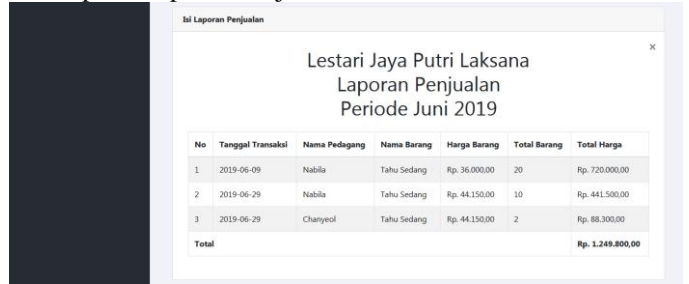 Isi Laporan Penjualan
×
Lestari Jaya Putri Laksana
Laporan Penjualan
Periode Juni 2019
No Tanggal Transaksi Nama Pedagang Nama Barang Harga Barang Total Barang Total Harga
1 2019-06-09 Nabila Tahu Sedang Rp. 36.000,00 20 Rp. 720.000,00
2 2019-06-29 Nabila Tahu Sedang Rp. 44.150,00 10 Rp. 441.500,00
3 2019-06-29 Chanyeol Tahu Sedang Rp. 44.150,00 2 Rp. 88.300,00
Total Rp. 1.249.800,00